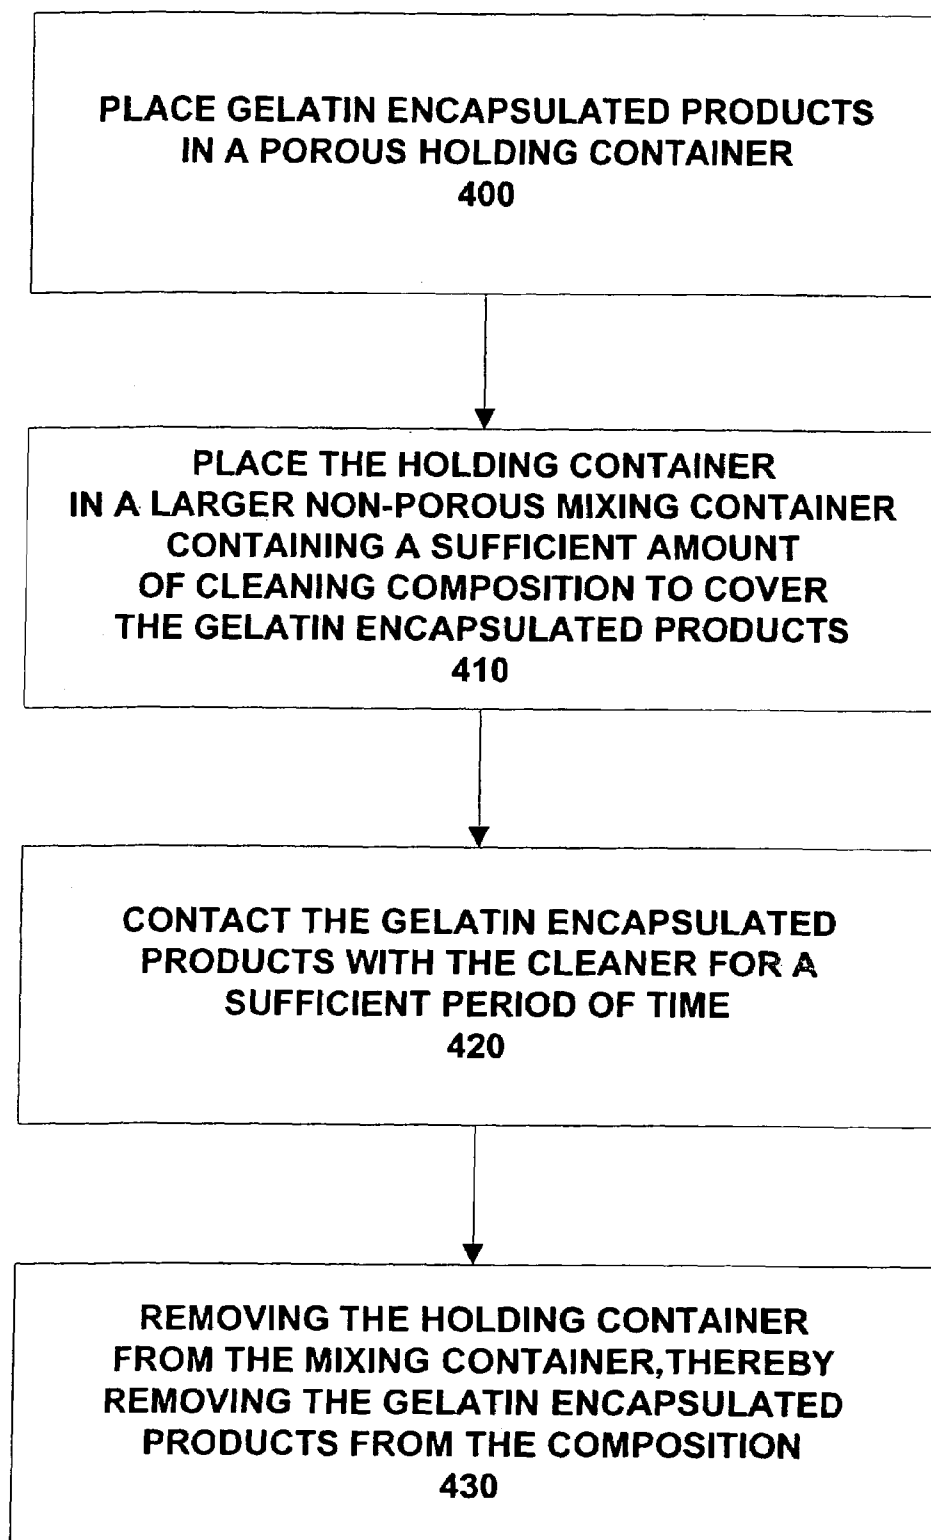 PLACE GELATIN ENCAPSULATED PRODUCTS
IN A POROUS HOLDING CONTAINER
400
PLACE THE HOLDING CONTAINER
IN A LARGER NON-POROUS MIXING CONTAINER
CONTAINING A SUFFICIENT AMOUNT
OF CLEANING COMPOSITION TO COVER
THE GELATIN ENCAPSULATED PRODUCTS
410
CONTACT THE GELATIN ENCAPSULATED
PRODUCTS WITH THE CLEANER FOR A
SUFFICIENT PERIOD OF TIME
420
REMOVING THE HOLDING CONTAINER
FROM THE MIXING CONTAINER,THEREBY
REMOVING THE GELATIN ENCAPSULATED
PRODUCTS FROM THE COMPOSITION
430